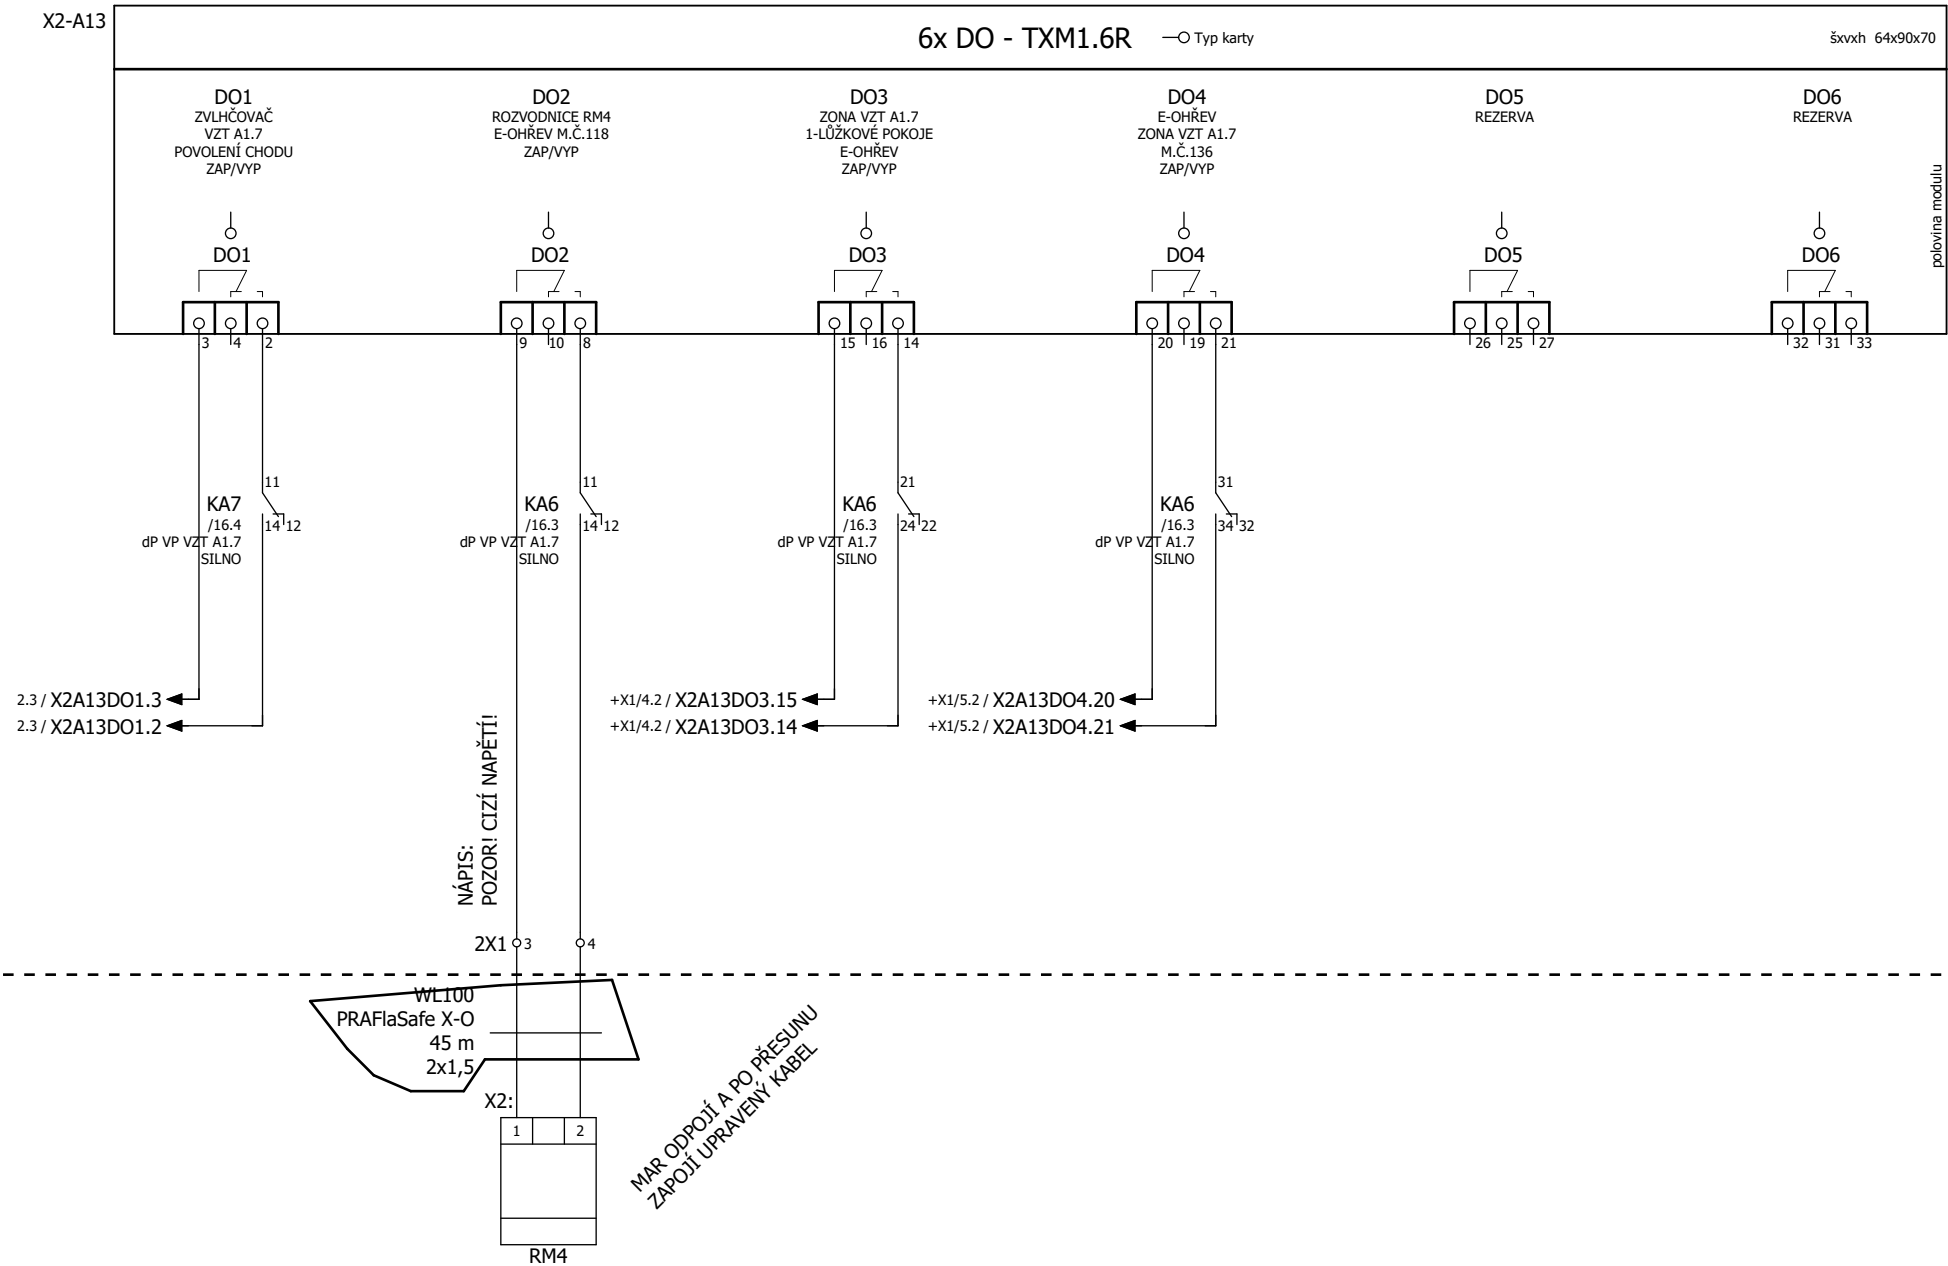 X2-A13
6x DO - TXM1.6R
Typ karty
šxvxh 64x90x70
DO1
ZVLHČOVAČ
VZT A1.7
POVOLENÍ CHODU
ZAP/VYP
DO2
ROZVODNICE RM4
E-OHŘEV M.Č.118
ZAP/VYP
DO3
ZONA VZT A1.7
1-LŮŽKOVÉ POKOJE
E-OHŘEV
ZAP/VYP
DO4
E-OHŘEV
ZONA VZT A1.7
M.Č.136
ZAP/VYP
DO5
REZERVA
DO6
REZERVA
polovina modulu
DO1
DO2
DO3
DO4
DO5
DO6
3 4 2
9 10 8
15 16 14
20 19 21
26 25 27
32 31 33
KA7
/16.4
dP VP VZT A1.7
SILNO
11
14 12
KA6
/16.3
dP VP VZT A1.7
SILNO
11
14 12
KA6
/16.3
dP VP VZT A1.7
SILNO
21
24 22
KA6
/16.3
dP VP VZT A1.7
SILNO
31
34 32
2.3 / X2A13DO1.3
2.3 / X2A13DO1.2
+X1/4.2 / X2A13DO3.15
+X1/4.2 / X2A13DO3.14
+X1/5.2 / X2A13DO4.20
+X1/5.2 / X2A13DO4.21
NÁPIS:
POZOR! CIZÍ NAPĚTÍ!
2X1 3 4
WL100
PRAFlaSafe X-O
45 m
2x1,5
X2:
1 2
RM4
MAR ODPOJÍ A PO PŘESUNU
ZAPOJÍ UPRAVENÝ KABEL